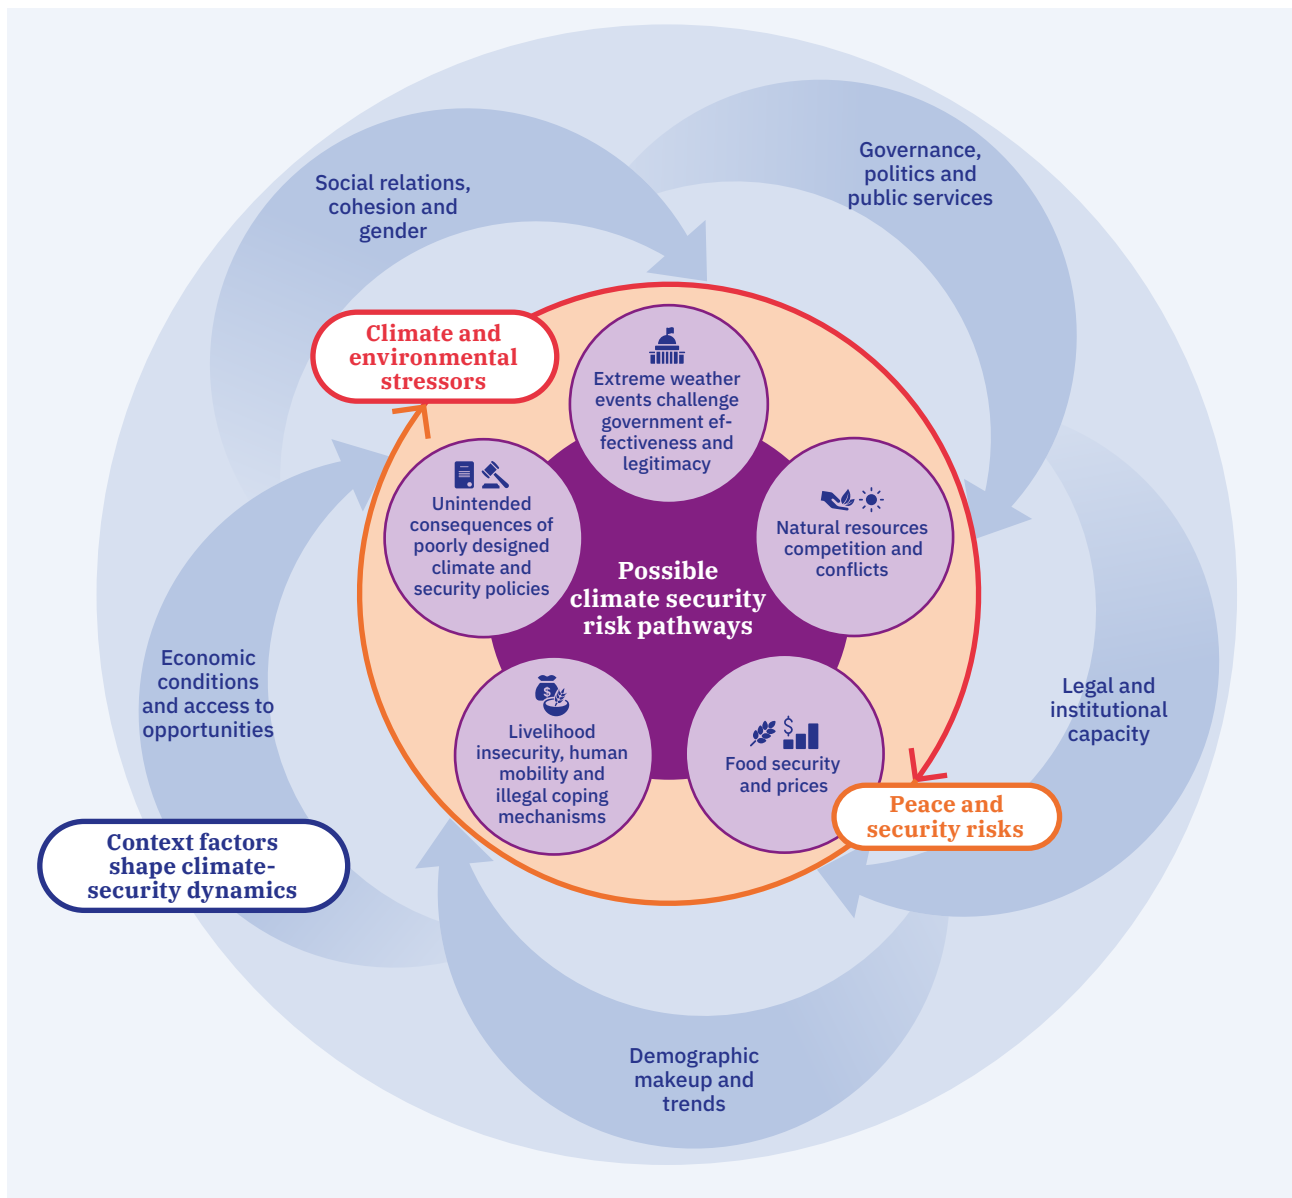 Governance,
politics and
public services
Social relations,
cohesion and
gender
Climate and
environmental
stressors
Extreme weather
events challenge
government ef-
fectiveness and
legitimacy
Unintended
consequences of
poorly designed
climate and
security policies
Natural resources
competition and
conflicts
Possible
climate security
risk pathways
Economic
conditions
and access to
opportunities
Legal and
institutional
capacity
$
Livelihood
insecurity, human
mobility and
illegal coping
mechanisms
$
Food security
and prices
Peace and
security risks
Context factors
shape climate-
security dynamics
Demographic
makeup and
trends